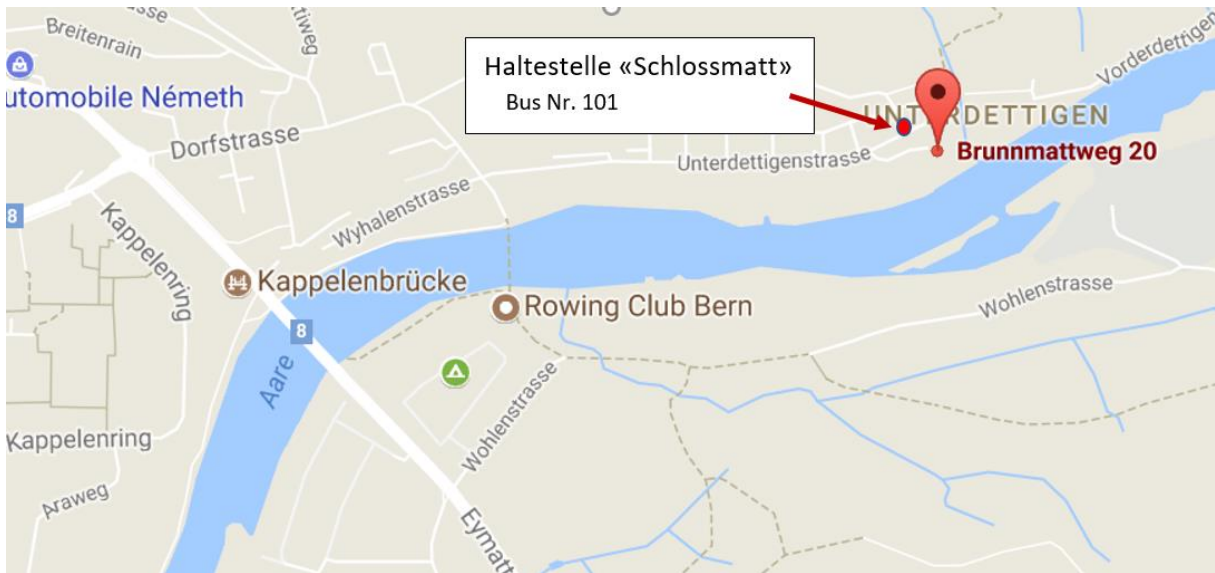 Breitenrain
Haltestelle «Schlossmatt»
Bus Nr. 101
Vorderdettigen
utomobile Németh
UNTERDETTIGEN
Dorfstrasse
Unterdettigenstrasse
Brunnmattweg 20
8
Kappelenring
Wyhalenstrasse
Kappelenbrücke
Rowing Club Bern
Wohlenstrasse
8
Aare
Wohlenstrasse
Kappelenring
Araweg
Eymatt